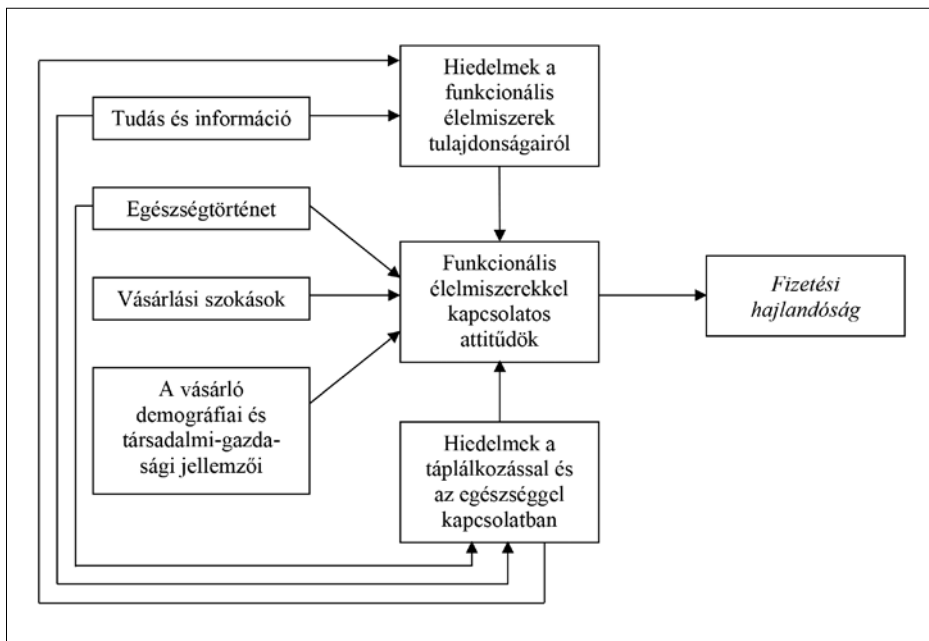 Hiedelmek a
funkcionális
élelmiszerek
tulajdonságairól
Tudás és információ
Egészségtörténet
Vásárlási szokások
A vásárló
demográfiai és
társadalmi-gazda-
sági jellemzői
Funkcionális
élelmiszerekkel
kapcsolatos
attitűdök
Fizetési
hajlandóság
Hiedelmek a
táplálkozással és
az egészséggel
kapcsolatban